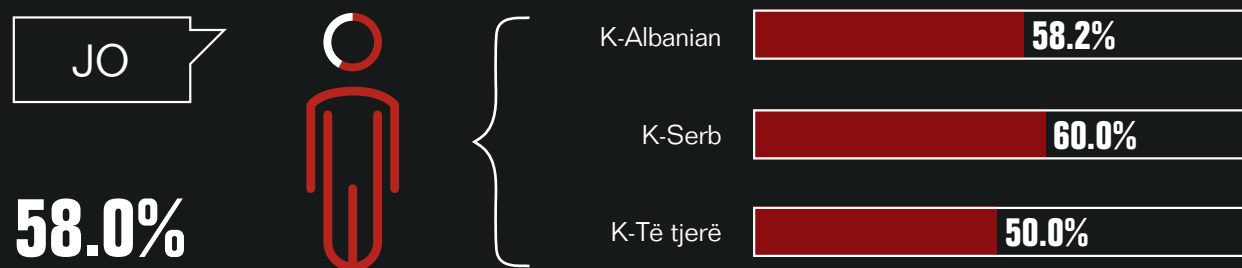 JO
58.0%
K-Albanian 58.2%
K-Serb 60.0%
K-Të tjerë 50.0%